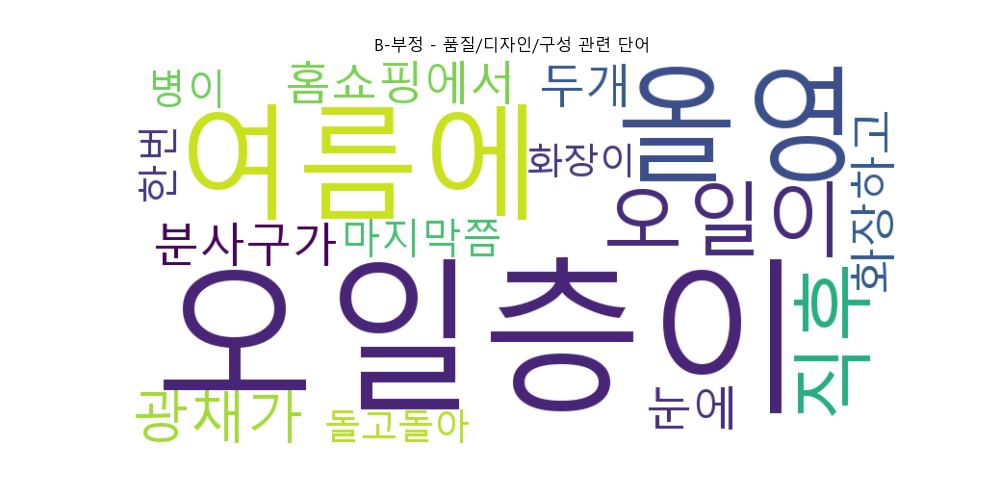 B-부정 - 품질/디자인/구성 관련 단어
병이
홈쇼핑에서
두개
올영
한번
여름에
화장이
화장하고
분사구가
마지막쯤
오일의
오일층이
직후
광채가
돌고돌아
눈에